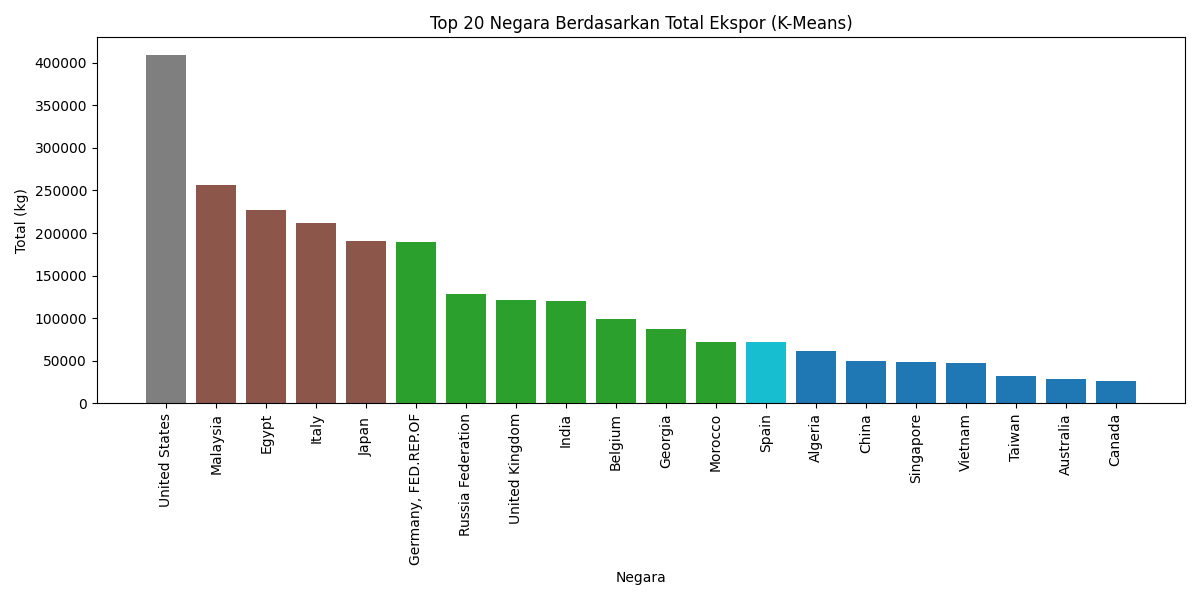 Top 20 Negara Berdasarkan Total Ekspor (K-Means)
Total (kg)
400000
350000
300000
250000
200000
150000
100000
50000
0
United States
Malaysia
Egypt
Italy
Japan
Germany, FED.REP.OF
Russia Federation
United Kingdom
India
Belgium
Georgia
Morocco
Spain
Algeria
China
Singapore
Vietnam
Taiwan
Australia
Canada
Negara